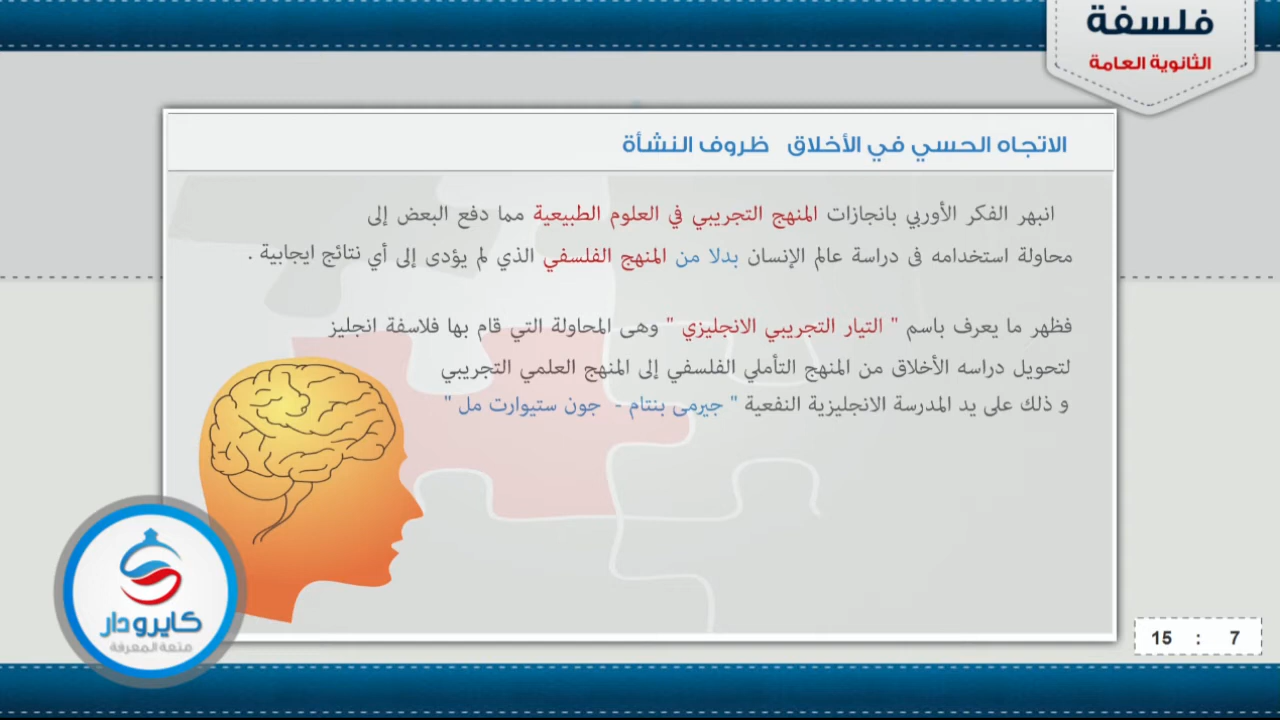 فلسفة
الثانوية العامة
الاتجاه الحسي في الأخلاق ظروف النشأة
انبهر الفكر الأوربي بانجازات المنهج التجريبي في العلوم الطبيعية مما دفع البعض إلى
محاولة استخدامه فى دراسة عالم الإنسان بدلا من المنهج الفلسفي الذي لم يؤدى إلى أي نتائج ايجابية .
فظهر ما يعرف باسم " التيار التجريبي الانجليزي " وهى المحاولة التي قام بها فلاسفة انجليز
لتحويل دراسه الأخلاق من المنهج التأملي الفلسفي إلى المنهج العلمي التجريبي
و ذلك على يد المدرسة الانجليزية النفعية " جيرمى بنتام - جون ستيوارت مل "
كايرودار
متعة المعرفة
15 : 7